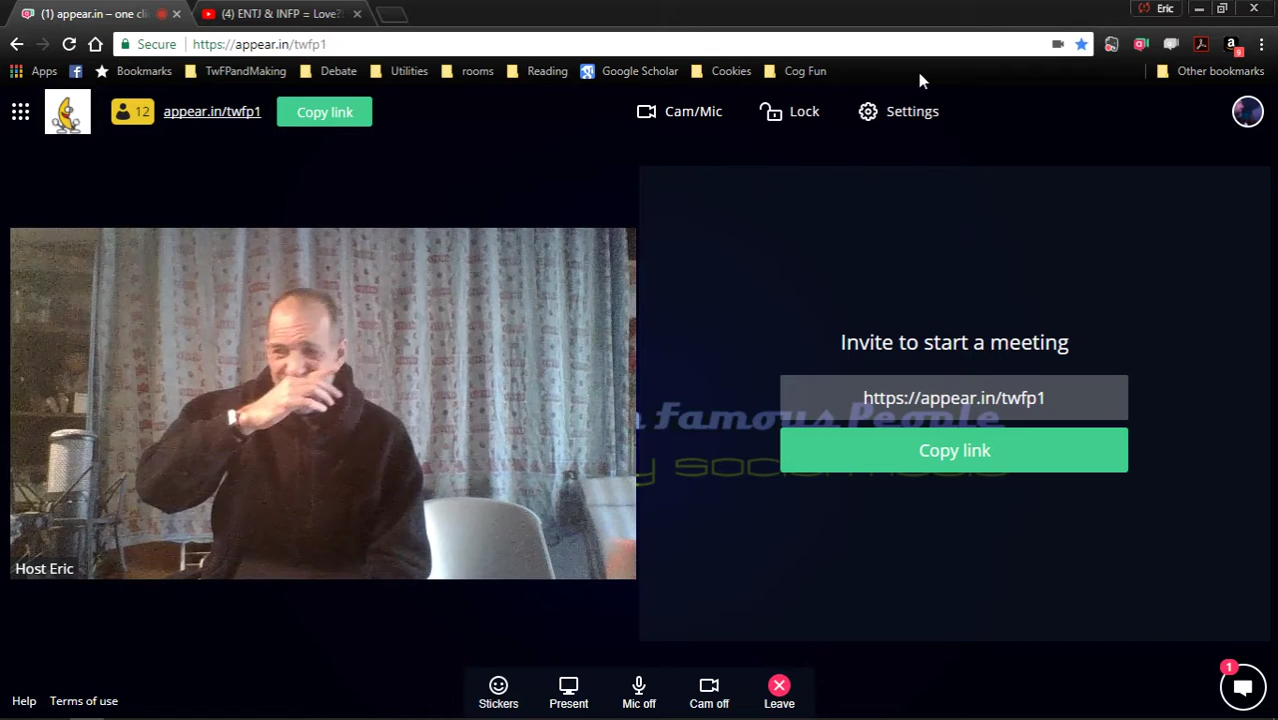 (1) appear.in – one cli
(4) ENTJ & INFP = Love?!
Eric
Secure
https://appear.in/twfp1
9
Apps
Bookmarks
TwFPandMaking
Debate
Utilities
rooms
Reading
Google Scholar
Cookies
Cog Fun
Other bookmarks
12
appear.in/twfp1
Copy link
Cam/Mic
Lock
Settings
Invite to start a meeting
https://appear.in/twfp1
Famous People
Copy link
Host Eric
Help
Terms of use
Stickers
Present
Mic off
Cam off
Leave
1